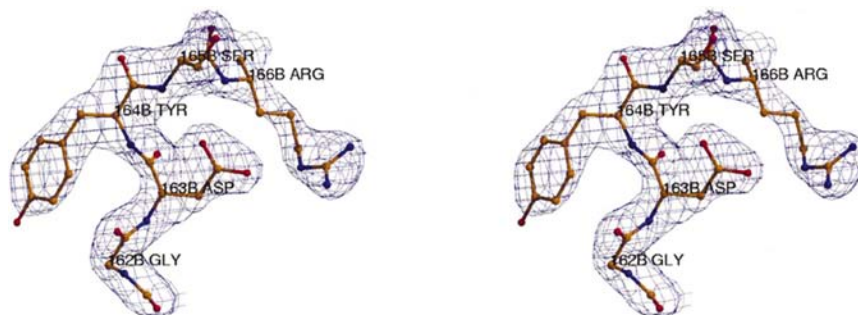 165B SER
166B ARG
164B TYR
163B ASP
162B GLY
165B SER
166B ARG
164B TYR
163B ASP
162B GLY